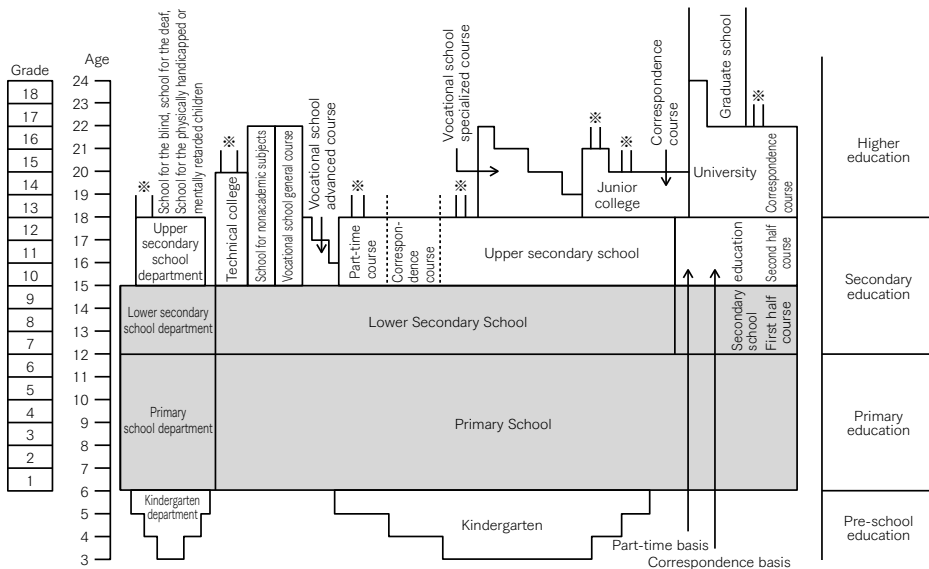 Grade
18
17
16
15
14
13
12
11
10
9
8
7
6
5
4
3
2
1
Age
24
23
22
21
20
19
18
17
16
15
14
13
12
11
10
9
8
7
6
5
4
3
※
School for the blind, school for the deaf,
School for the physically handicapped or
mentally retarded children
※
Technical college
School for nonacademic subjects
Vocational school general course
Vocational school
advanced course
※
Part-time
course
Correspon-
dence
course
※
Vocational school
specialized course
※
※
Junior
college
Correspondence
course
University
Graduate school
※
Correspondence
course
Upper
secondary
school
department
Upper secondary school
Secondary education
school
Second half
course
First half
course
Lower secondary
school department
Lower Secondary School
Primary
school department
Primary School
Kindergarten
department
Kindergarten
Part-time basis
Correspondence basis
Higher
education
Secondary
education
Primary
education
Pre-school
education